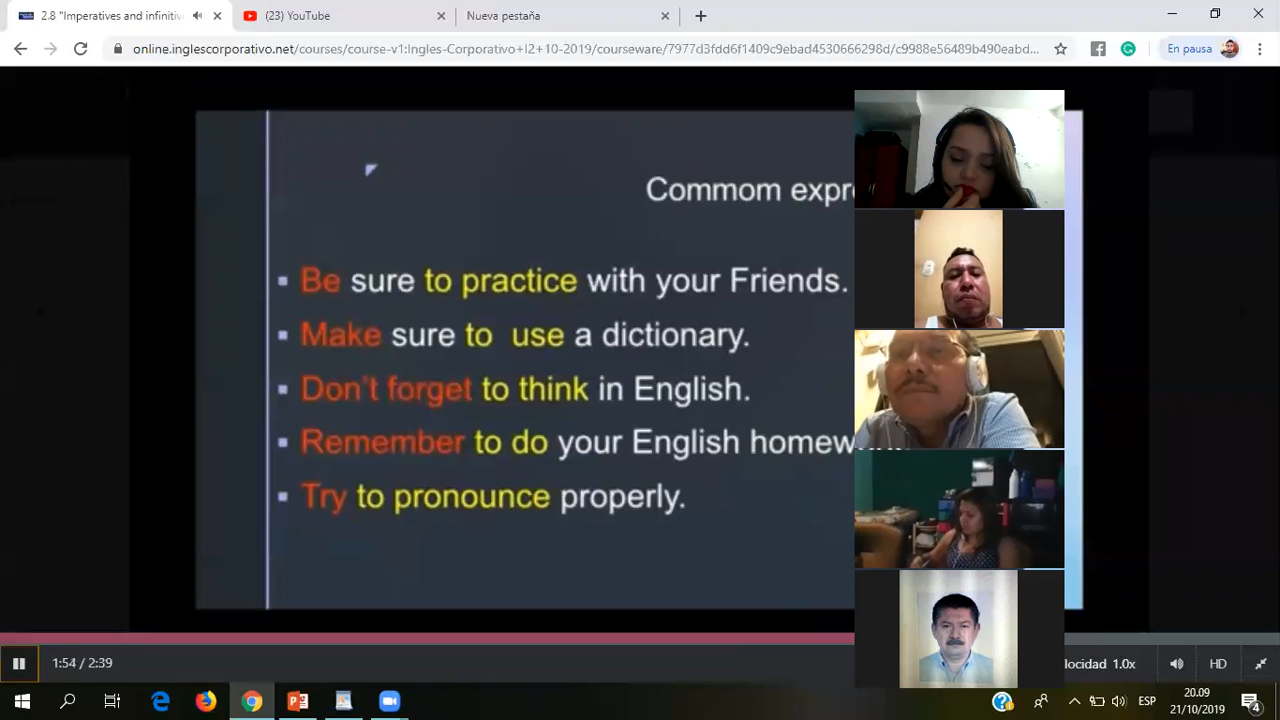 2.8 "Imperatives and infinitiv
(23) YouTube
Nueva pestaña
online.inglescorporativo.net/courses/course-v1:Ingles-Corporativo+I2+10-2019/courseware/7977d3fdd6f1409c9ebad4530666298d/c9988e56489b490eabd...
En pausa
Commom expre
Be sure to practice with your Friends.
Make sure to use a dictionary.
Don't forget to think in English.
Remember to do your English homew
Try to pronounce properly.
1:54 / 2:39
locidad 1.0x
HD
ESP
20.09
21/10/2019
4